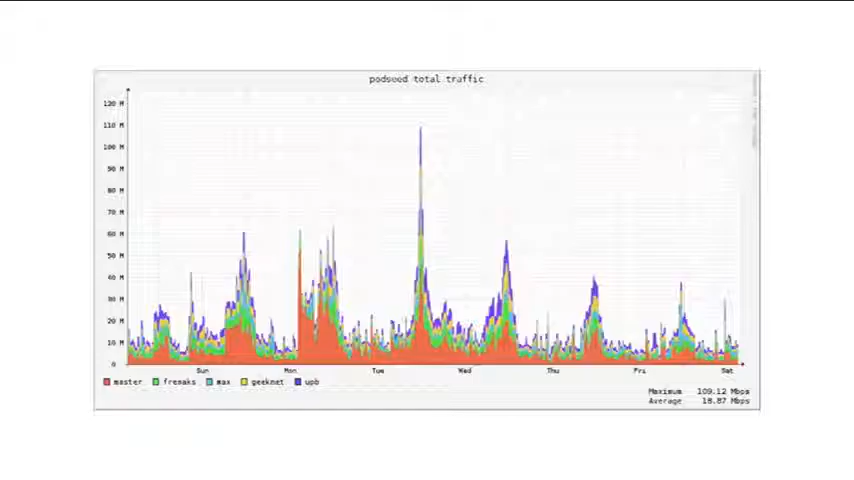 podseed total traffic
120 M
110 M
100 M
90 M
80 M
70 M
60 M
50 M
40 M
30 M
20 M
10 M
0
Sun Mon Tue Wed Thu Fri Sat
master freaks max geeknet upb
Maximum 109.12 Mbps
Average 18.87 Mbps